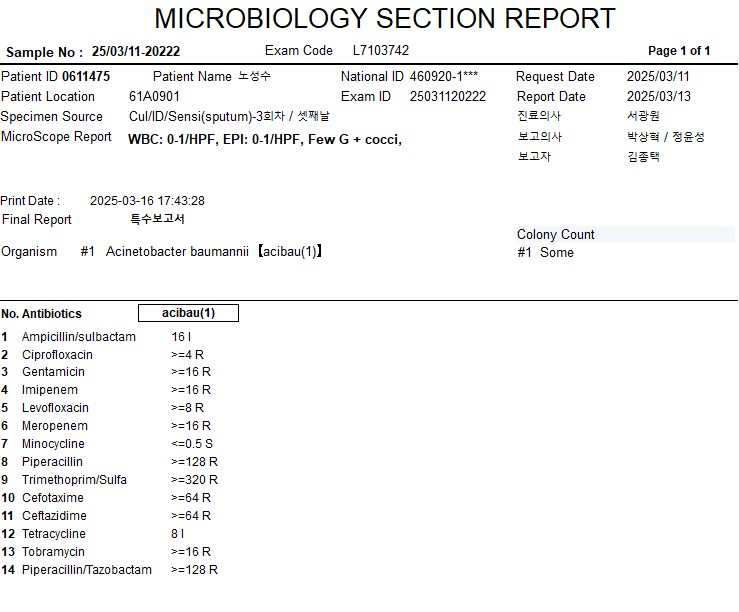 MICROBIOLOGY SECTION REPORT
Sample No : 25/03/11-20222 Exam Code L7103742 Page 1 of 1
Patient ID 0611475 Patient Name 노성수 National ID 460920-1*** Request Date 2025/03/11
Patient Location 61A0901 Exam ID 25031120222 Report Date 2025/03/13
Specimen Source Cul/ID/Sensi(sputum)-3회차 / 셋째날 진료의사 서광원
MicroScope Report WBC: 0-1/HPF, EPI: 0-1/HPF, Few G + cocci, 보고의사 박상혁 / 정윤성
보고자 김종택
Print Date : 2025-03-16 17:43:28
Final Report 특수보고서
Colony Count
Organism #1 Acinetobacter baumannii 【acibau(1)】 #1 Some
No. Antibiotics acibau(1)
1 Ampicillin/sulbactam 16 I
2 Ciprofloxacin >=4 R
3 Gentamicin >=16 R
4 Imipenem >=16 R
5 Levofloxacin >=8 R
6 Meropenem >=16 R
7 Minocycline <=0.5 S
8 Piperacillin >=128 R
9 Trimethoprim/Sulfa >=320 R
10 Cefotaxime >=64 R
11 Ceftazidime >=64 R
12 Tetracycline 8 I
13 Tobramycin >=16 R
14 Piperacillin/Tazobactam >=128 R